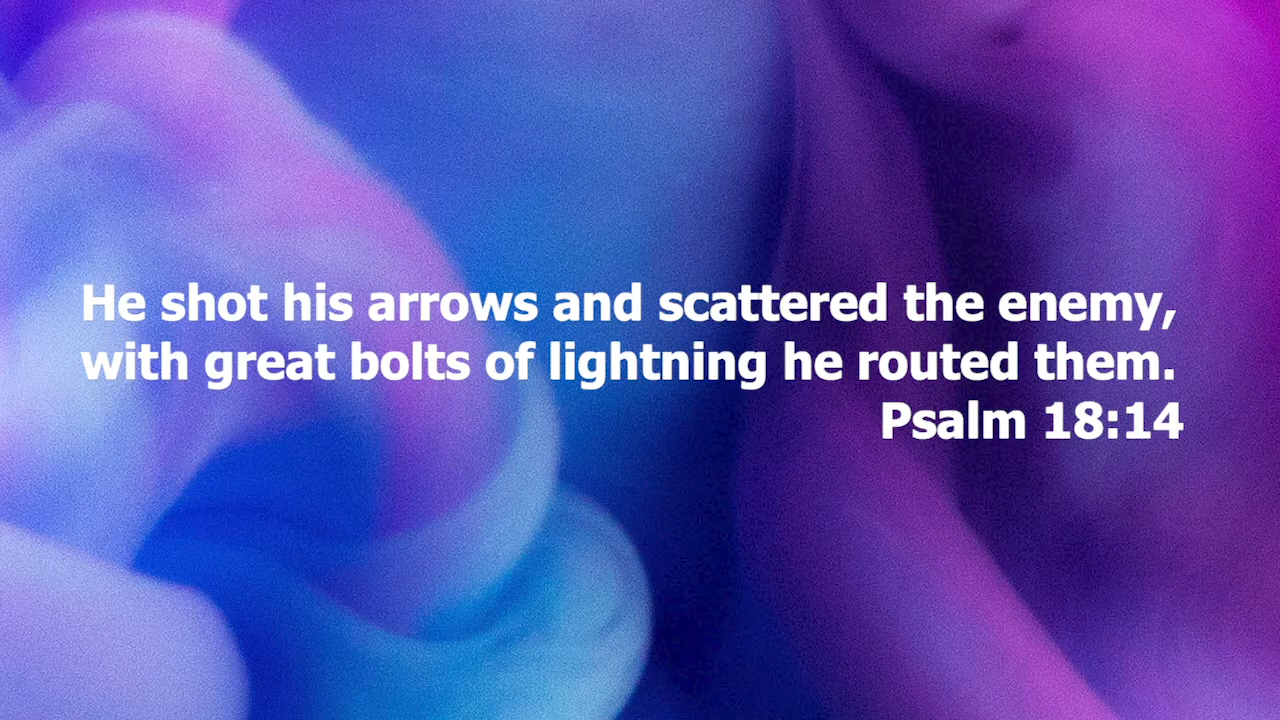 He shot his arrows and scattered the enemy,
with great bolts of lightning he routed them.
Psalm 18:14